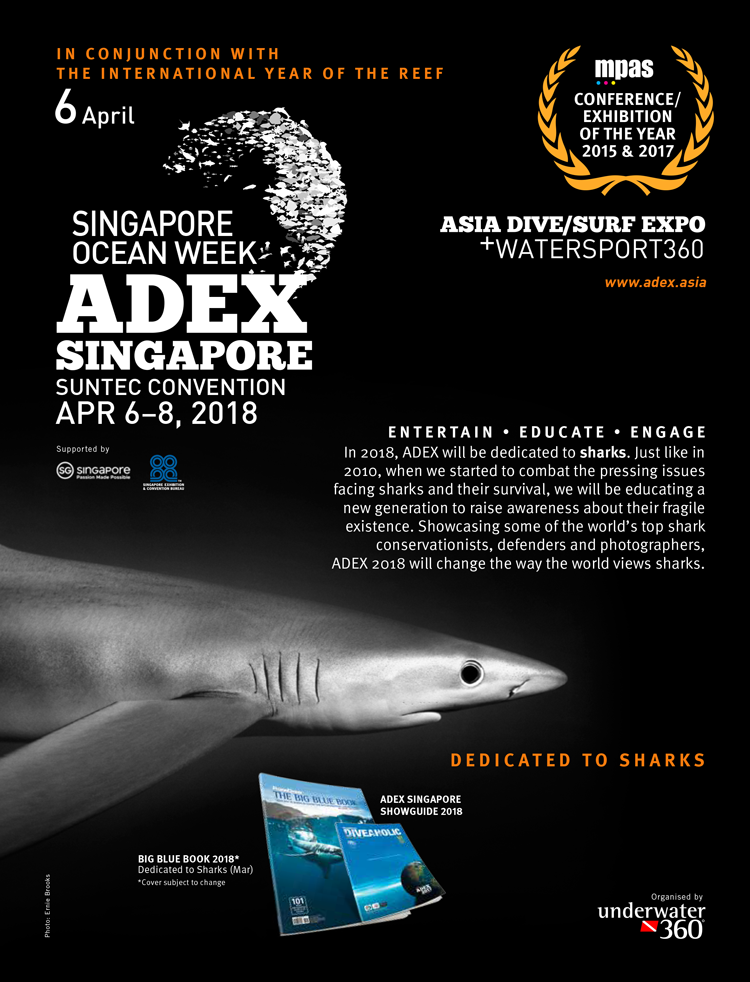 IN CONJUNCTION WITH
THE INTERNATIONAL YEAR OF THE REEF
6 April
mpas
CONFERENCE/
EXHIBITION
OF THE YEAR
2015 & 2017
SINGAPORE
OCEAN WEEK
ADEX
SINGAPORE
SUNTEC CONVENTION
APR 6–8, 2018
ASIA DIVE/SURF EXPO
+WATERSPORT360
www.adex.asia
Supported by
SG singapore
Passion Made Possible
SINGAPORE EXHIBITION
& CONVENTION BUREAU
ENTERTAIN • EDUCATE • ENGAGE
In 2018, ADEX will be dedicated to sharks. Just like in
2010, when we started to combat the pressing issues
facing sharks and their survival, we will be educating a
new generation to raise awareness about their fragile
existence. Showcasing some of the world's top shark
conservationists, defenders and photographers,
ADEX 2018 will change the way the world views sharks.
DEDICATED TO SHARKS
THE BIG BLUE BOOK
DIVEAHOLIC
101
ADEX
2017
ADEX SINGAPORE
SHOWGUIDE 2018
BIG BLUE BOOK 2018*
Dedicated to Sharks (Mar)
*Cover subject to change
Photo: Ernie Brooks
Organised by
underwater
360°